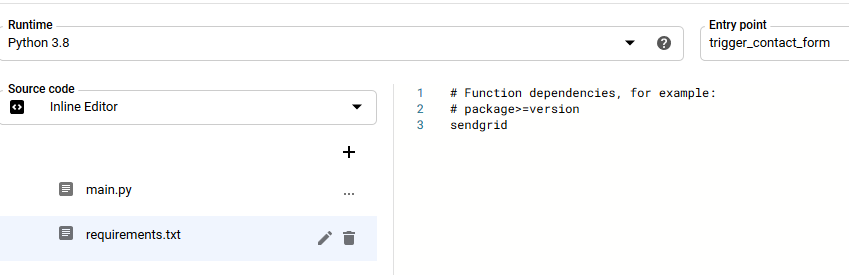 Runtime
Python 3.8
Entry point
trigger_contact_form
Source code
Inline Editor
main.py
...
requirements.txt
1 # Function dependencies, for example:
2 # package>=version
3 sendgrid